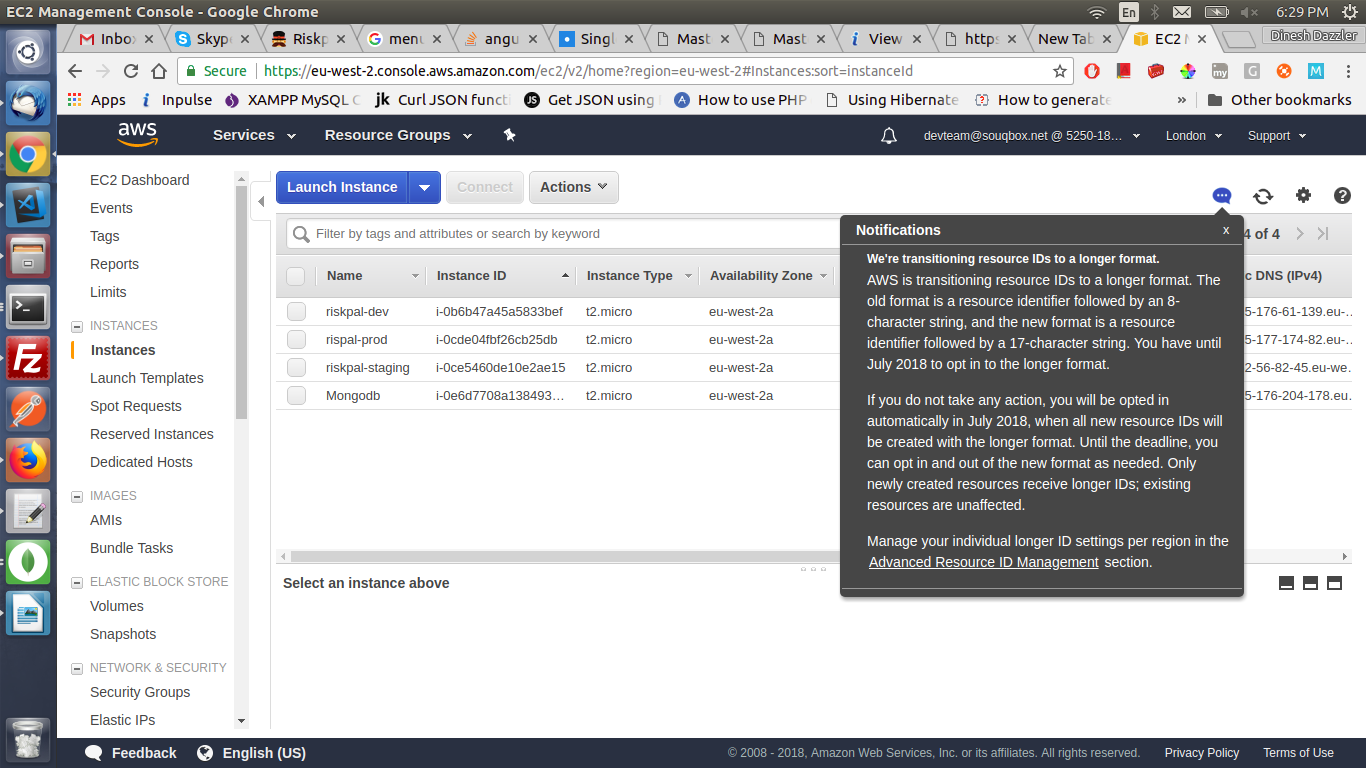 EC2 Management Console - Google Chrome
En
6:29 PM
Inbo
Skyp
Riskp
menu
angu
Singl
Mast
Mast
View
https
New Tab
EC2 M
Dinesh Dazzler
Secure
https://eu-west-2.console.aws.amazon.com/ec2/v2/home?region=eu-west-2#Instances:sort=instanceId
Apps
Inpulse
XAMPP MySQL C
Curl JSON functi
Get JSON using
How to use PHP
Using Hibernate
How to generate
»
Other bookmarks
aws
Services
Resource Groups
devteam@souqbox.net @ 5250-18...
London
Support
EC2 Dashboard
Events
Tags
Reports
Limits
INSTANCES
Instances
Launch Templates
Spot Requests
Reserved Instances
Dedicated Hosts
IMAGES
AMIs
Bundle Tasks
ELASTIC BLOCK STORE
Volumes
Snapshots
NETWORK & SECURITY
Security Groups
Elastic IPs
Launch Instance
Connect
Actions
Filter by tags and attributes or search by keyword
4 of 4
Name
Instance ID
Instance Type
Availability Zone
c DNS (IPv4)
riskpal-dev
i-0b6b47a45a5833bef
t2.micro
eu-west-2a
5-176-61-139.eu-...
rispal-prod
i-0cde04fbf26cb25db
t2.micro
eu-west-2a
5-177-174-82.eu-...
riskpal-staging
i-0ce5460de10e2ae15
t2.micro
eu-west-2a
2-56-82-45.eu-we...
Mongodb
i-0e6d7708a138493...
t2.micro
eu-west-2a
5-176-204-178.eu...
Notifications
x
We're transitioning resource IDs to a longer format.
AWS is transitioning resource IDs to a longer format. The
old format is a resource identifier followed by an 8-
character string, and the new format is a resource
identifier followed by a 17-character string. You have until
July 2018 to opt in to the longer format.
If you do not take any action, you will be opted in
automatically in July 2018, when all new resource IDs will
be created with the longer format. Until the deadline, you
can opt in and out of the new format as needed. Only
newly created resources receive longer IDs; existing
resources are unaffected.
Manage your individual longer ID settings per region in the
Advanced Resource ID Management section.
Select an instance above
Feedback
English (US)
© 2008 - 2018, Amazon Web Services, Inc. or its affiliates. All rights reserved.
Privacy Policy
Terms of Use